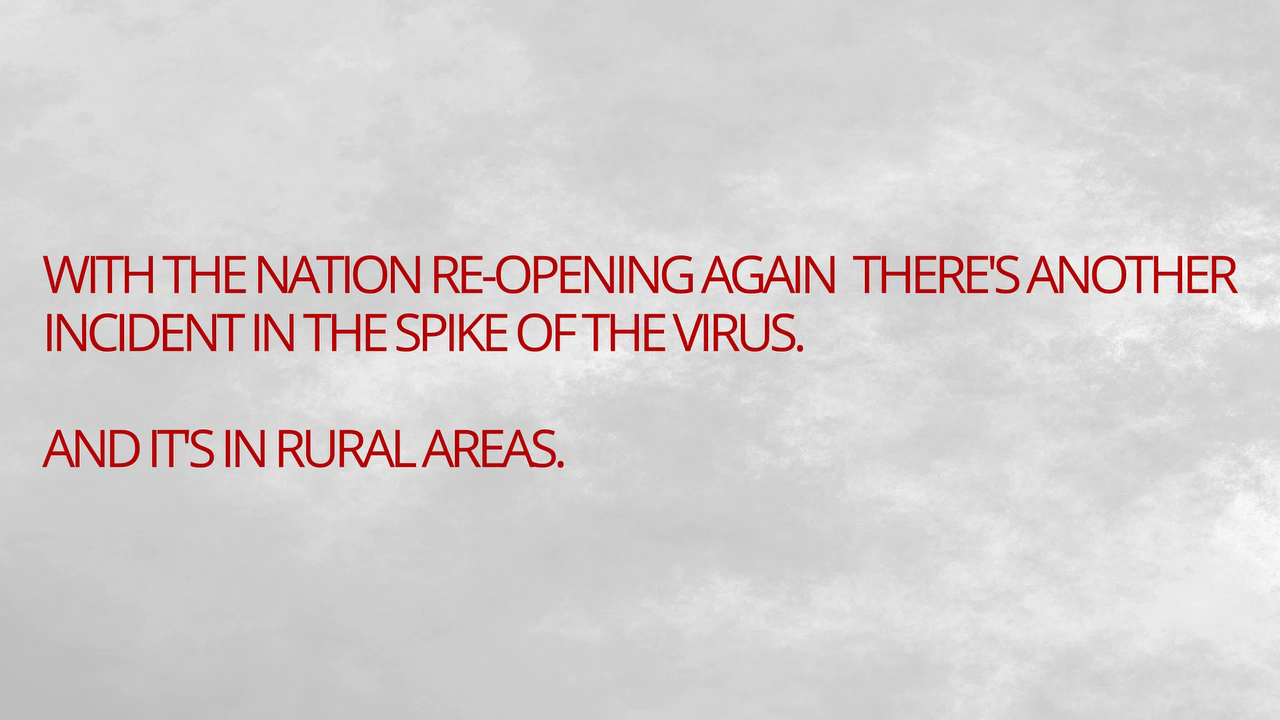 WITH THE NATION RE-OPENING AGAIN  THERE'S ANOTHER
INCIDENT IN THE SPIKE OF THE VIRUS.
AND IT'S IN RURAL AREAS.